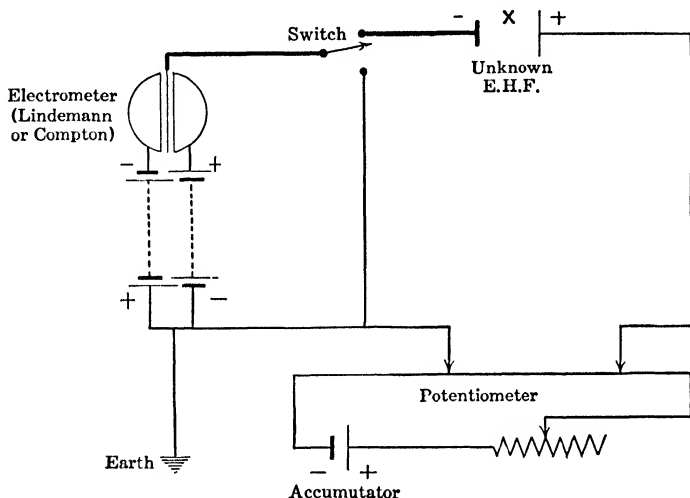 Switch
- X +
Unknown
E.H.F.
Electrometer
(Lindemann
or Compton)
- +
+ -
Potentiometer
Earth
- +
Accumutator